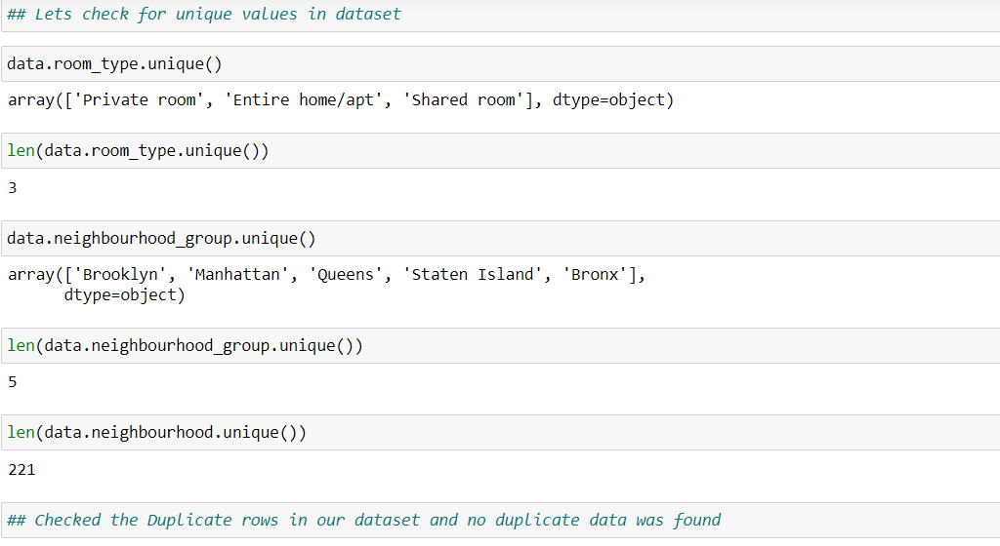 ## Lets check for unique values in dataset
data.room_type.unique()
array(['Private room', 'Entire home/apt', 'Shared room'], dtype=object)
len(data.room_type.unique())
3
data.neighbourhood_group.unique()
array(['Brooklyn', 'Manhattan', 'Queens', 'Staten Island', 'Bronx'],
dtype=object)
len(data.neighbourhood_group.unique())
5
len(data.neighbourhood.unique())
221
## Checked the Duplicate rows in our dataset and no duplicate data was found